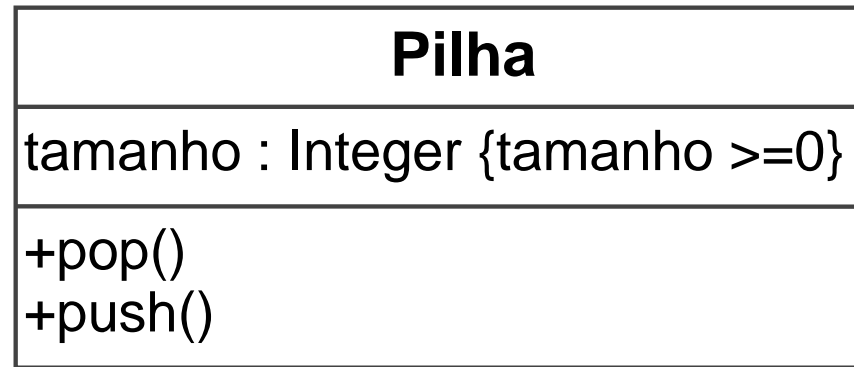 Pilha
tamanho : Integer {tamanho >=0}
+pop()
+push()